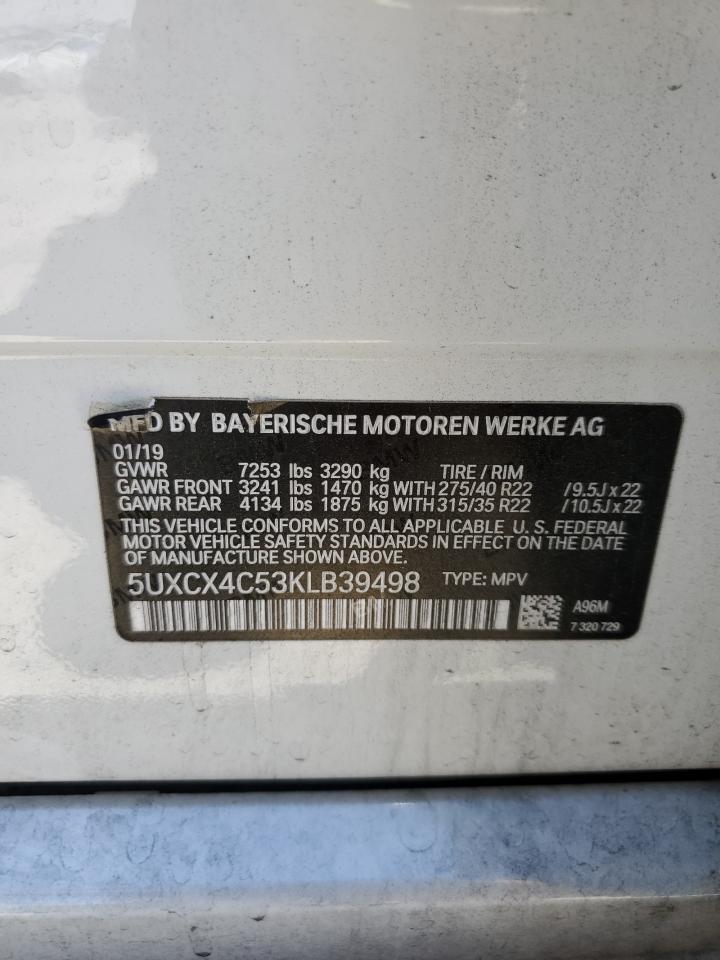 MFD BY BAYERISCHE MOTOREN WERKE AG
01/19
GVWR 7253 lbs 3290 kg TIRE / RIM
GAWR FRONT 3241 lbs 1470 kg WITH 275/40 R22 /9.5J x 22
GAWR REAR 4134 lbs 1875 kg WITH 315/35 R22 /10.5J x 22
THIS VEHICLE CONFORMS TO ALL APPLICABLE U. S. FEDERAL
MOTOR VEHICLE SAFETY STANDARDS IN EFFECT ON THE DATE
OF MANUFACTURE SHOWN ABOVE.
5UXCX4C53KLB39498 TYPE: MPV
A96M
7 320 729